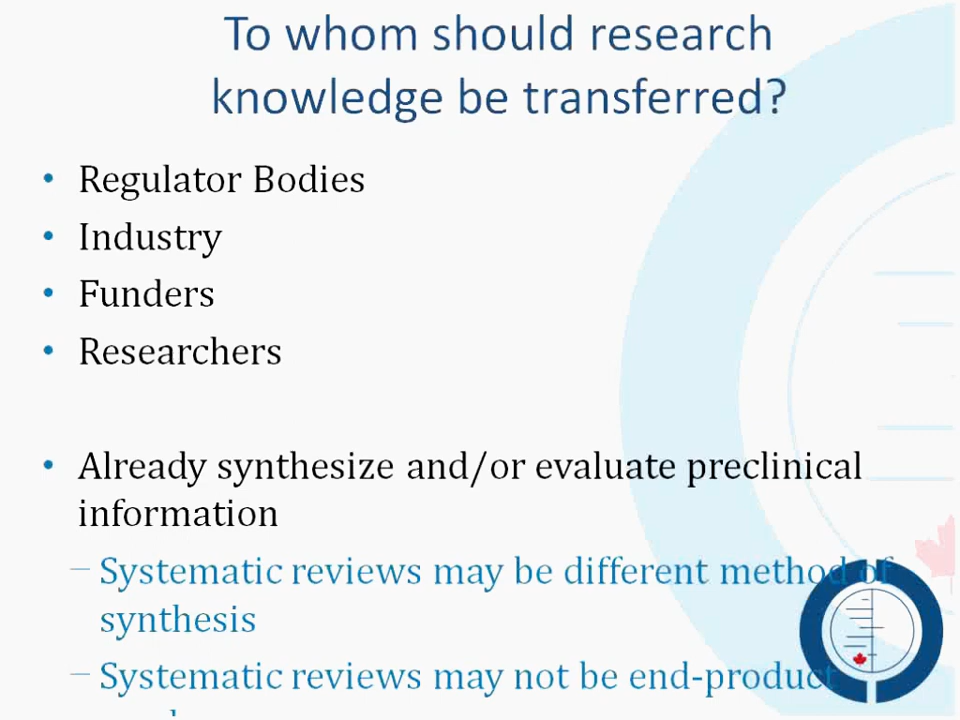 To whom should research
knowledge be transferred?
• Regulator Bodies
• Industry
• Funders
• Researchers
• Already synthesize and/or evaluate preclinical
information
– Systematic reviews may be different method of
synthesis
– Systematic reviews may not be end-product